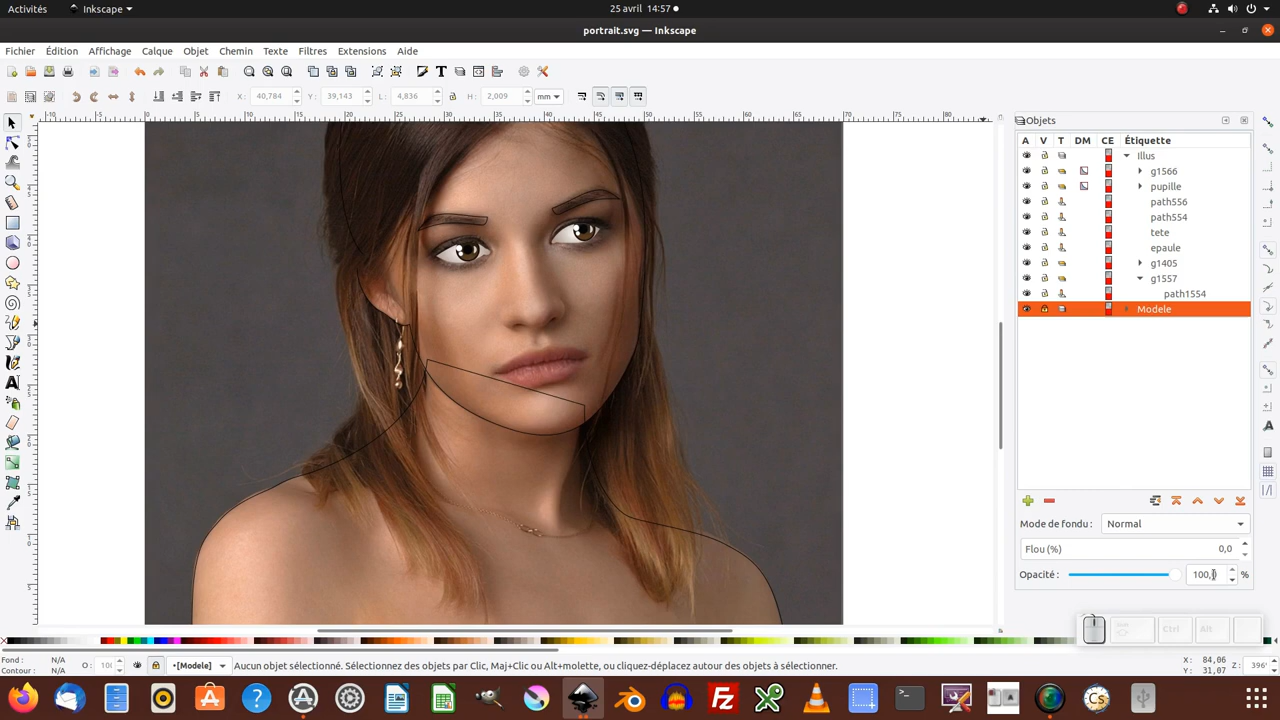 Activités Inkscape 25 avril 14:57
portrait.svg — Inkscape
Fichier Édition Affichage Calque Objet Chemin Texte Filtres Extensions Aide
X: 40,784 Y: 39,143 L: 4,836 H: 2,009 mm
Objets
A V T DM CE Étiquette
Illus
g1566
pupille
path556
path554
tete
epaule
g1405
g1557
path1554
Modele
Mode de fondu : Normal
Flou (%) 0,0
Opacité : 100,0 %
Ctrl Alt
Fond : N/A
Contour : N/A
O : 100
[Modele]
Aucun objet sélectionné. Sélectionnez des objets par Clic, Maj+Clic ou Alt+molette, ou cliquez-déplacez autour des objets à sélectionner.
X: 84,06
Y: 31,07
Z: 396